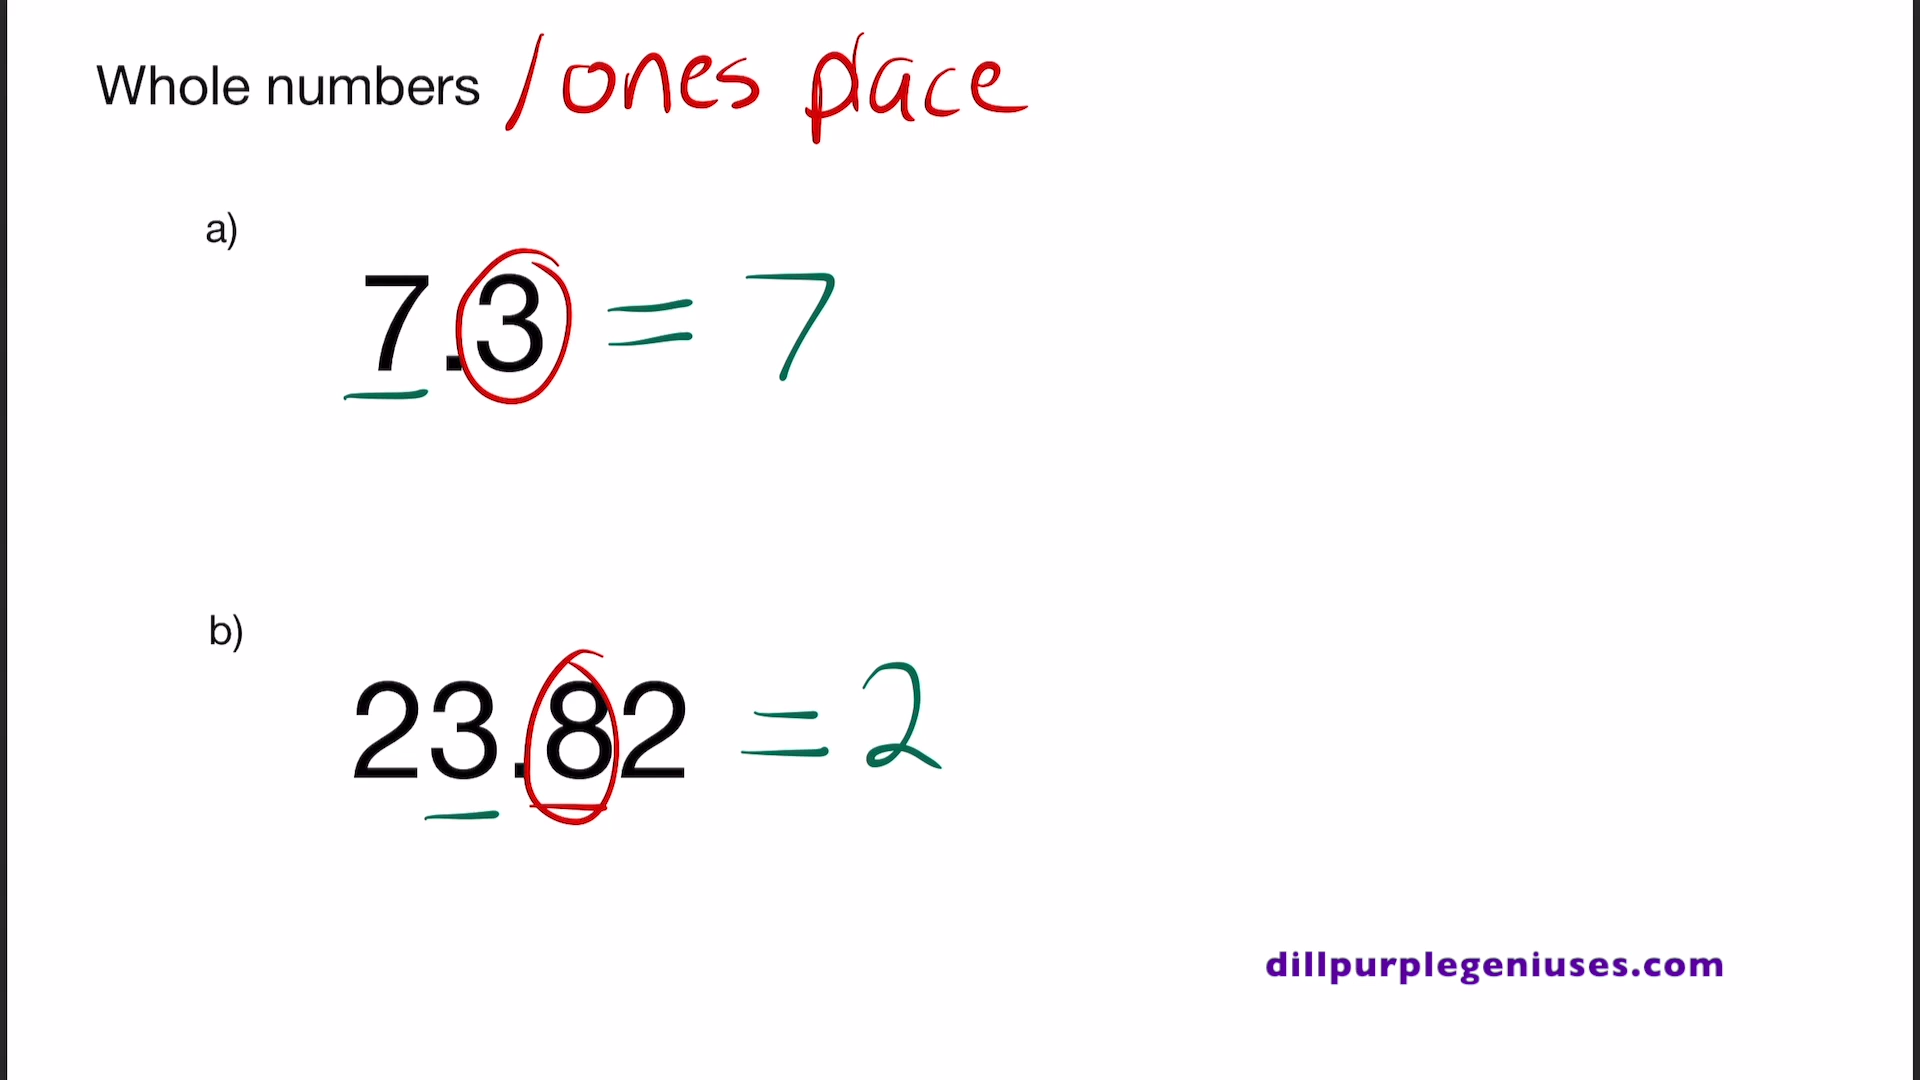 Whole numbers / ones place
a)
7.3 = 7
b)
23.82 = 2
dillpurplegeniuses.com